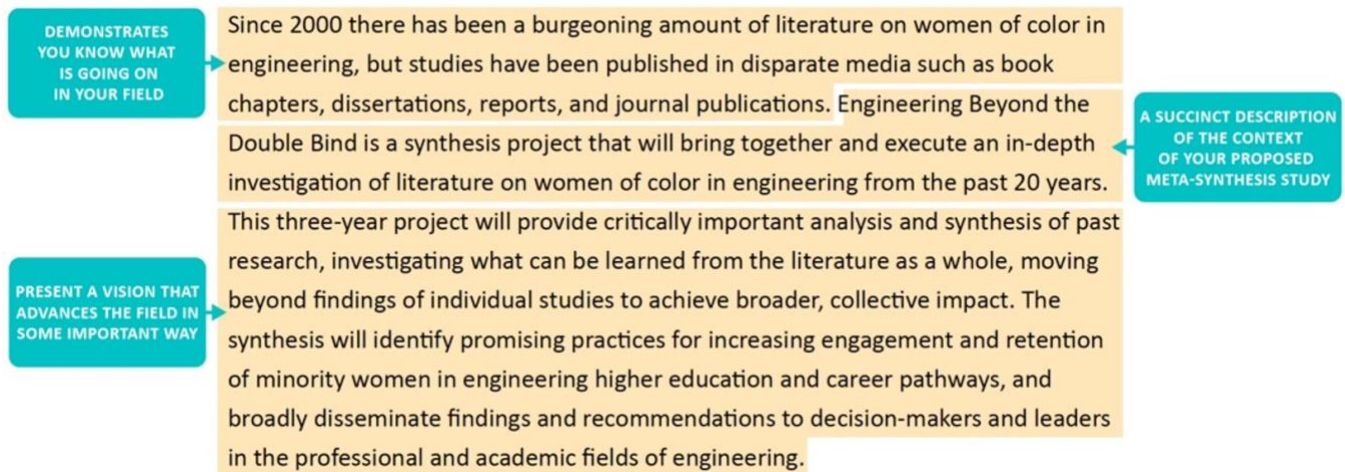 DEMONSTRATES
YOU KNOW WHAT
IS GOING ON
IN YOUR FIELD
Since 2000 there has been a burgeoning amount of literature on women of color in
engineering, but studies have been published in disparate media such as book
chapters, dissertations, reports, and journal publications. Engineering Beyond the
Double Bind is a synthesis project that will bring together and execute an in-depth
investigation of literature on women of color in engineering from the past 20 years.
A SUCCINCT DESCRIPTION
OF THE CONTEXT
OF YOUR PROPOSED
META-SYNTHESIS STUDY
This three-year project will provide critically important analysis and synthesis of past
research, investigating what can be learned from the literature as a whole, moving
beyond findings of individual studies to achieve broader, collective impact. The
synthesis will identify promising practices for increasing engagement and retention
of minority women in engineering higher education and career pathways, and
broadly disseminate findings and recommendations to decision-makers and leaders
in the professional and academic fields of engineering.
PRESENT A VISION THAT
ADVANCES THE FIELD IN
SOME IMPORTANT WAY